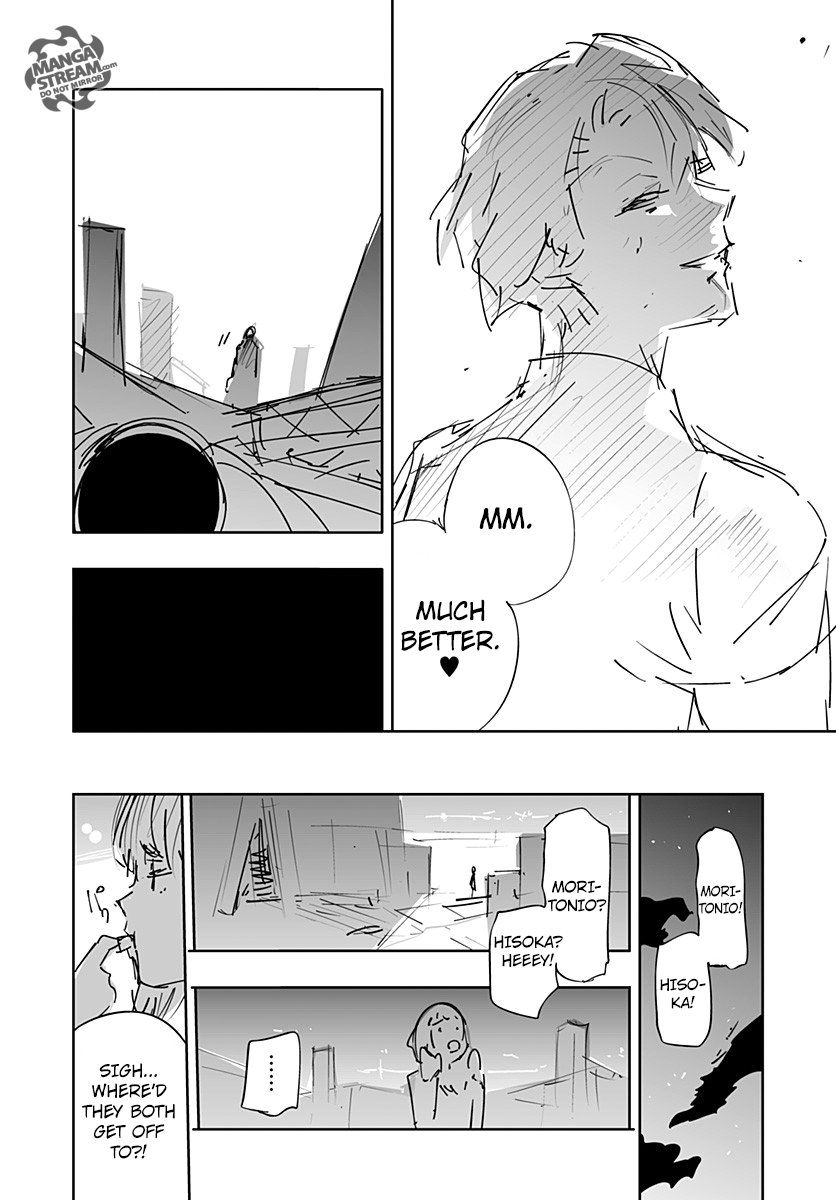 MANGA
STREAM.com
DO NOT MIRROR
MM.
MUCH
BETTER.
♥
MORI-
TONIO!
HISO-
KA!
MORI-
TONIO?
HISOKA?
HEEEY!
......
SIGH...
WHERE'D
THEY BOTH
GET OFF
TO?!